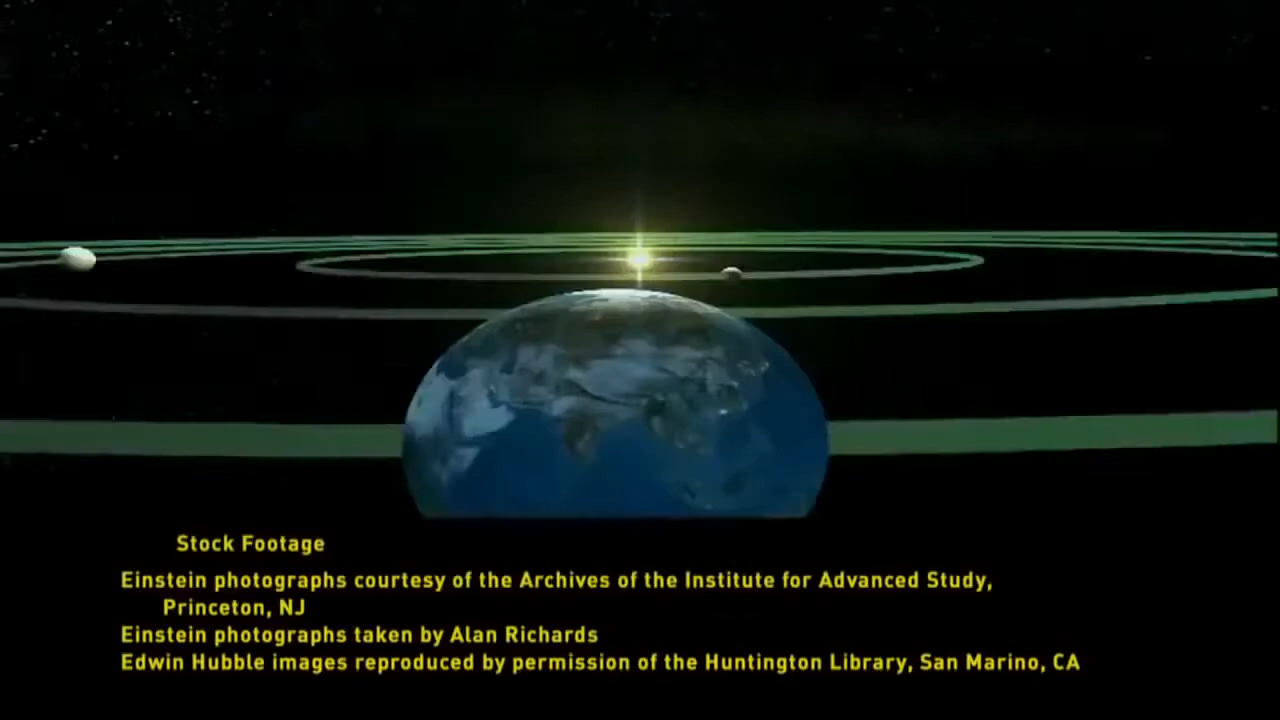 Stock Footage
Einstein photographs courtesy of the Archives of the Institute for Advanced Study,
Princeton, NJ
Einstein photographs taken by Alan Richards
Edwin Hubble images reproduced by permission of the Huntington Library, San Marino, CA